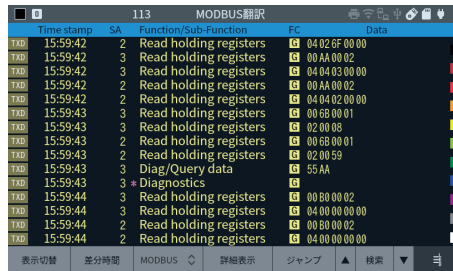 0 113 MODBUS翻訳
Time stamp SA Function/Sub-Function FC Data
TXD 15:59:42 2 Read holding registers G 04 02 6F 00 00
TXD 15:59:42 3 Read holding registers G 00 AA 00 02
TXD 15:59:42 3 Read holding registers G 04 04 03 00 00
TXD 15:59:42 2 Read holding registers G 00 AA 00 02
TXD 15:59:42 2 Read holding registers G 04 04 02 00 00
TXD 15:59:43 3 Read holding registers G 00 6B 00 01
TXD 15:59:43 3 Read holding registers G 02 00 08
TXD 15:59:43 2 Read holding registers G 00 6B 00 01
TXD 15:59:43 2 Read holding registers G 02 00 59
TXD 15:59:43 3 Diag/Query data G 55 AA
TXD 15:59:43 3 * Diagnostics G
TXD 15:59:44 3 Read holding registers G 00 B0 00 02
TXD 15:59:44 3 Read holding registers G 04 00 00 00 00
TXD 15:59:44 2 Read holding registers G 00 B0 00 02
TXD 15:59:44 2 Read holding registers G 04 00 00 00 00
表示切替 差分時間 MODBUS 詳細表示 ジャンプ ▲ 検索 ▼